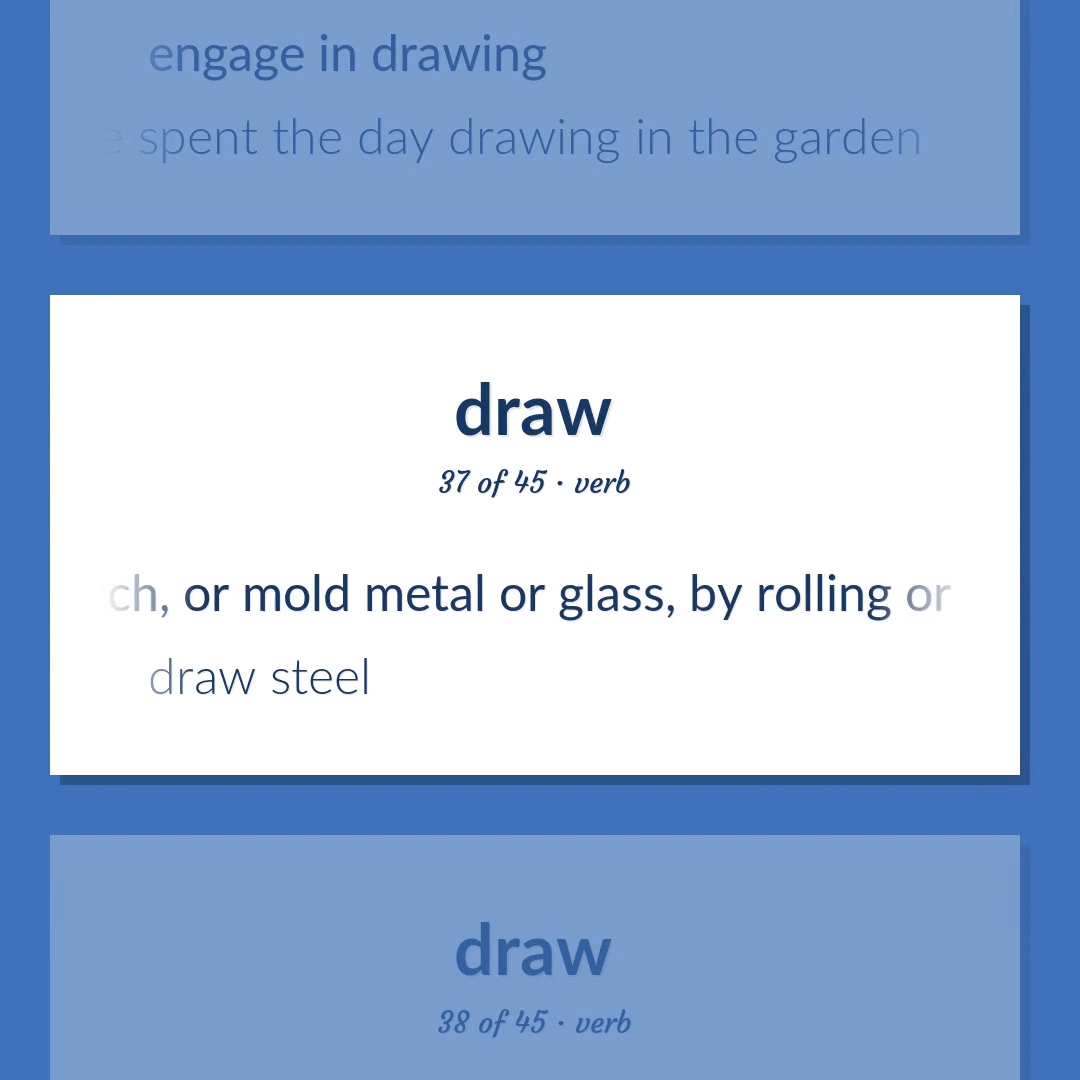 engage in drawing
spent the day drawing in the garden
draw
37 of 45 · verb
ch, or mold metal or glass, by rolling or
draw steel
draw
38 of 45 · verb